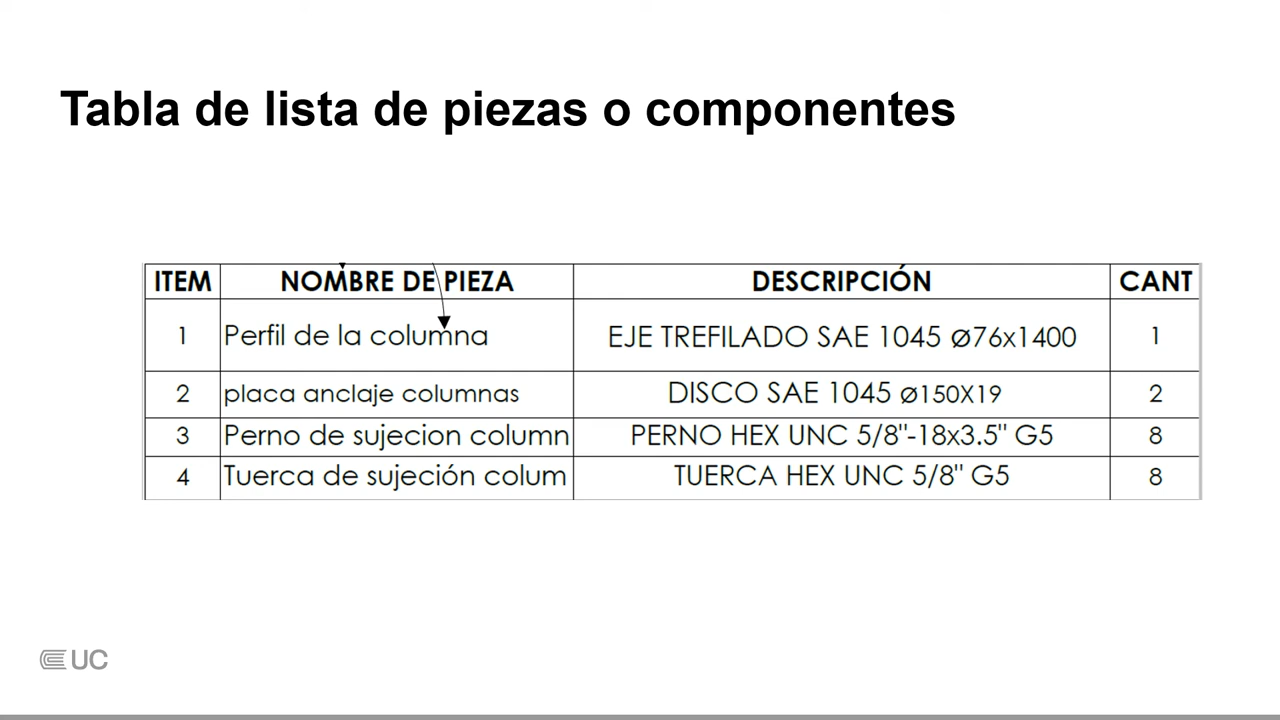 Tabla de lista de piezas o componentes
ITEM NOMBRE DE PIEZA DESCRIPCIÓN CANT
1 Perfil de la columna EJE TREFILADO SAE 1045 Ø76x1400 1
2 placa anclaje columnas DISCO SAE 1045 Ø150X19 2
3 Perno de sujecion column PERNO HEX UNC 5/8"-18x3.5" G5 8
4 Tuerca de sujeción colum TUERCA HEX UNC 5/8" G5 8
UC